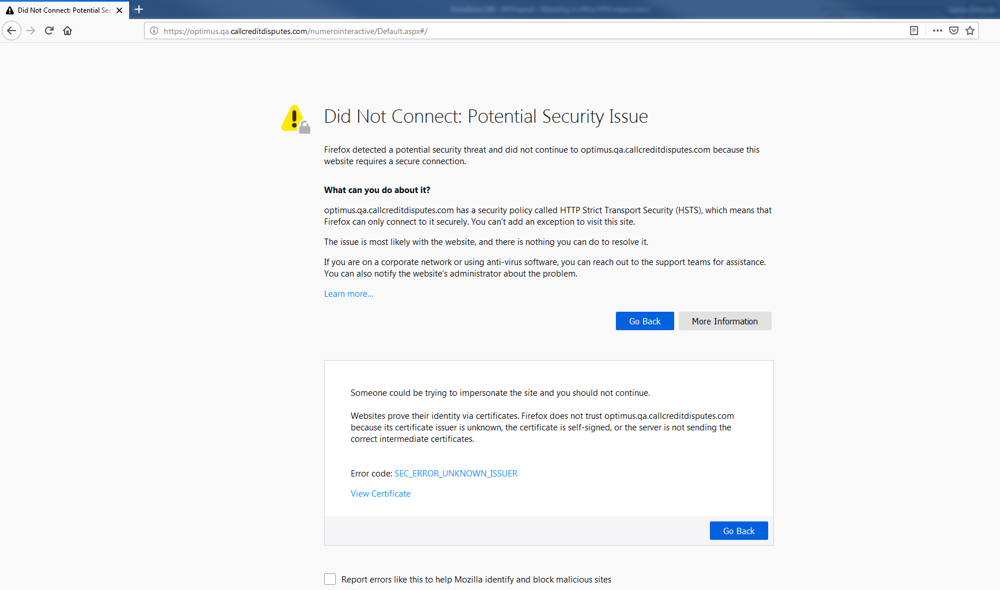 Did Not Connect: Potential Sec
https://optimus.qa.callcreditdisputes.com/numerointeractive/Default.aspx#/
Did Not Connect: Potential Security Issue
Firefox detected a potential security threat and did not continue to optimus.qa.callcreditdisputes.com because this
website requires a secure connection.
What can you do about it?
optimus.qa.callcreditdisputes.com has a security policy called HTTP Strict Transport Security (HSTS), which means that
Firefox can only connect to it securely. You can’t add an exception to visit this site.
The issue is most likely with the website, and there is nothing you can do to resolve it.
If you are on a corporate network or using anti-virus software, you can reach out to the support teams for assistance.
You can also notify the website’s administrator about the problem.
Learn more…
Go Back More Information
Someone could be trying to impersonate the site and you should not continue.
Websites prove their identity via certificates. Firefox does not trust optimus.qa.callcreditdisputes.com
because its certificate issuer is unknown, the certificate is self-signed, or the server is not sending the
correct intermediate certificates.
Error code: SEC_ERROR_UNKNOWN_ISSUER
View Certificate
Go Back
Report errors like this to help Mozilla identify and block malicious sites